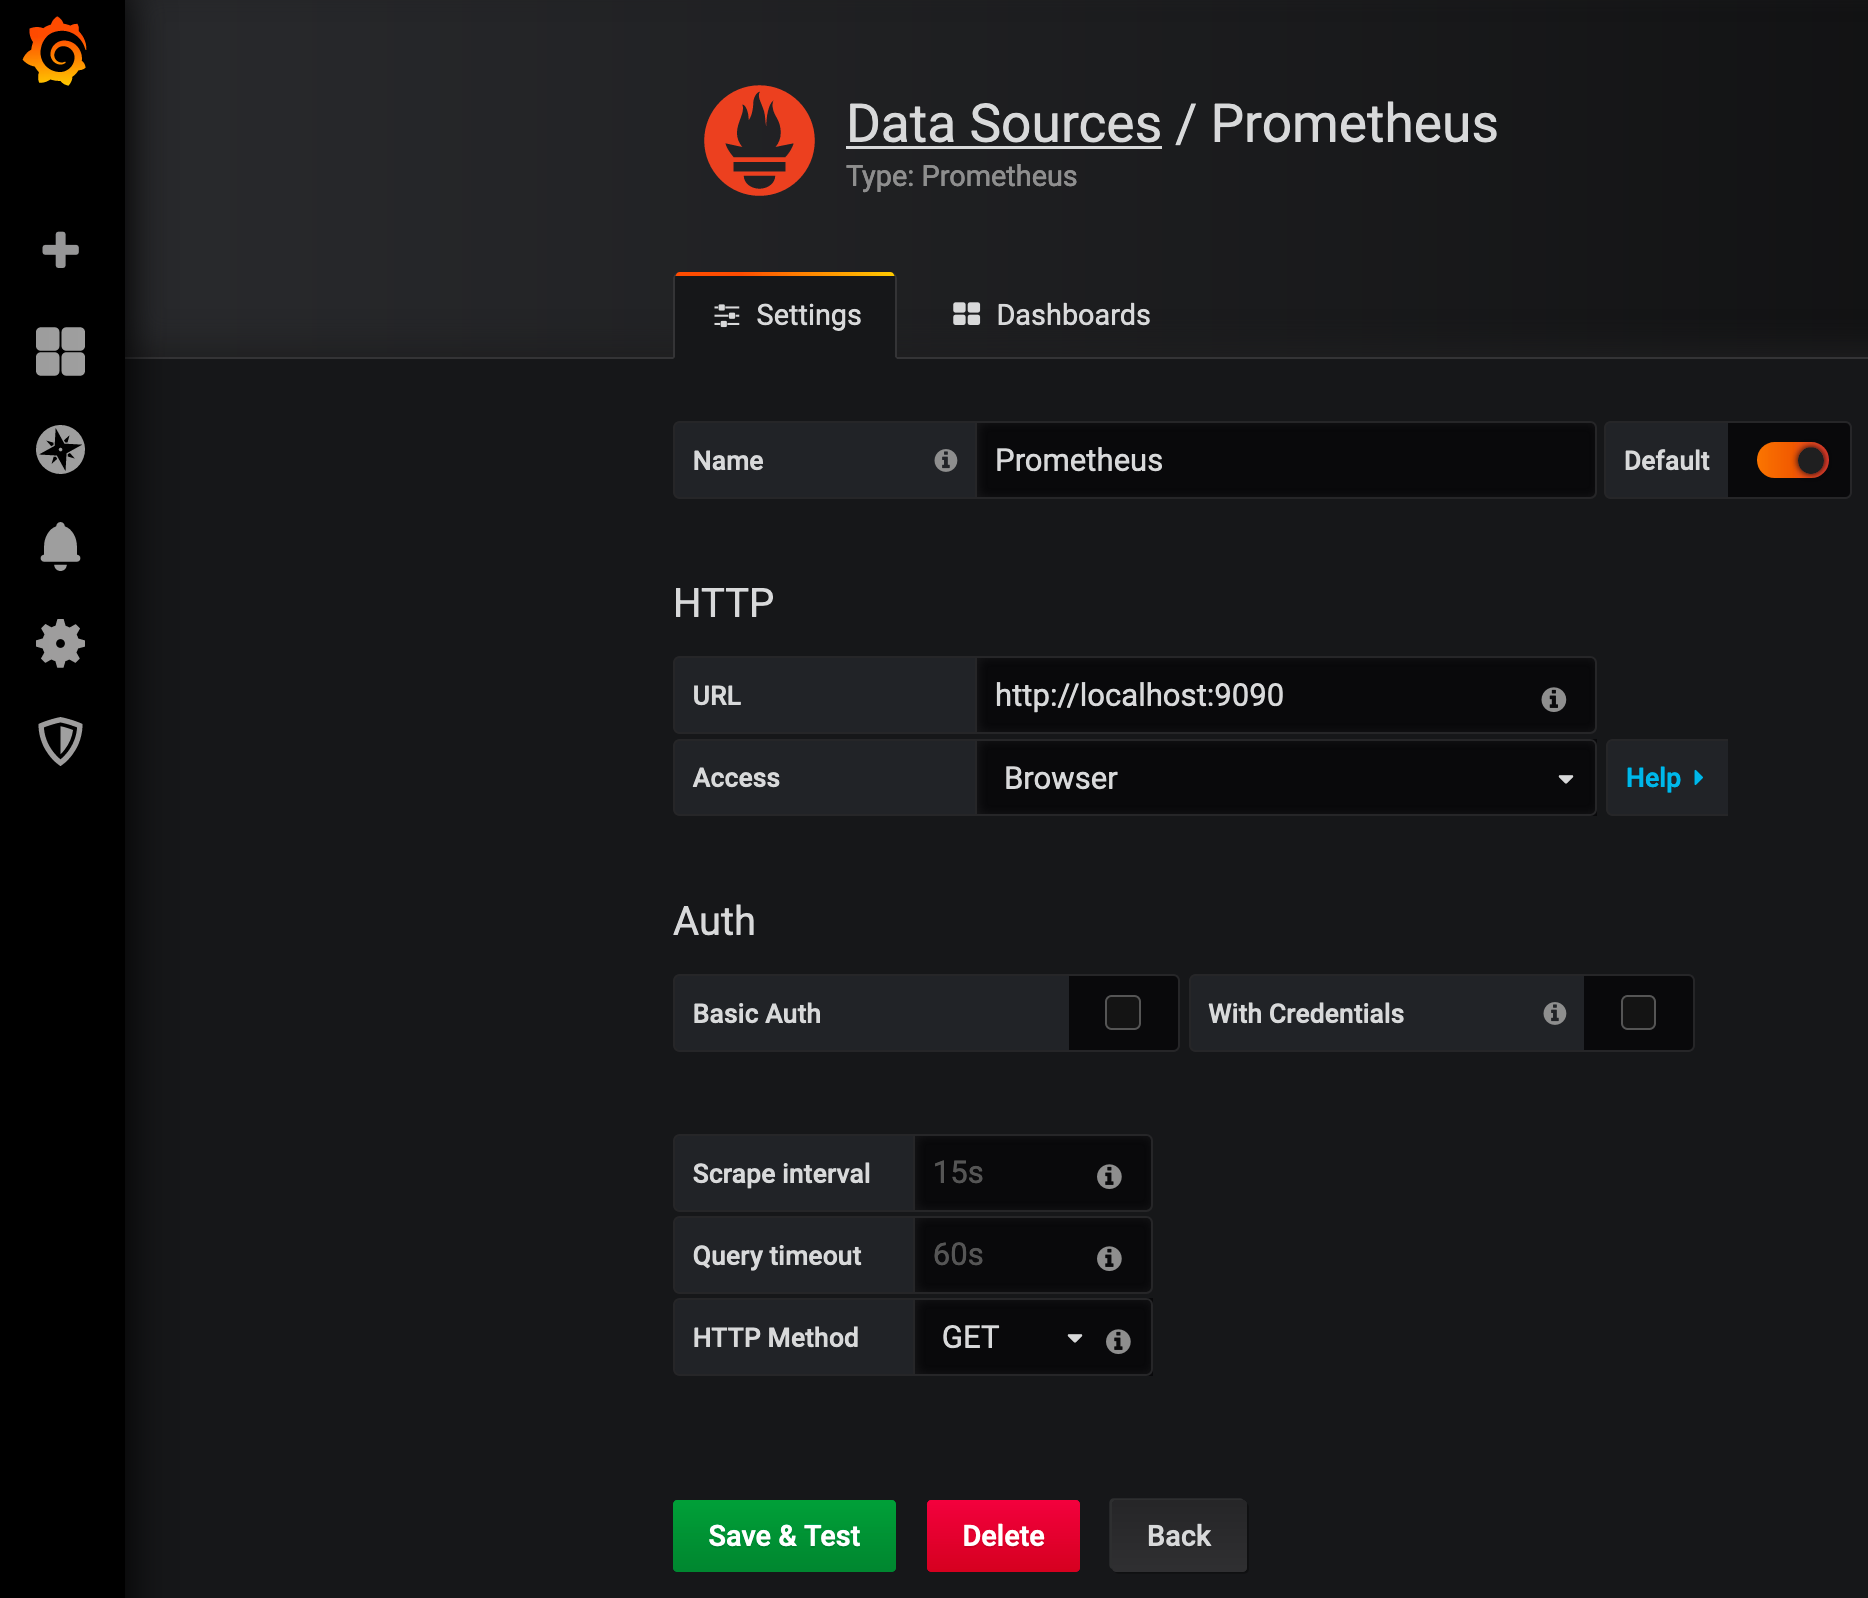 Data Sources / Prometheus
Type: Prometheus
Settings
Dashboards
Name
Prometheus
Default
HTTP
URL
http://localhost:9090
Access
Browser
Help
Auth
Basic Auth
With Credentials
Scrape interval
15s
Query timeout
60s
HTTP Method
GET
Save & Test
Delete
Back